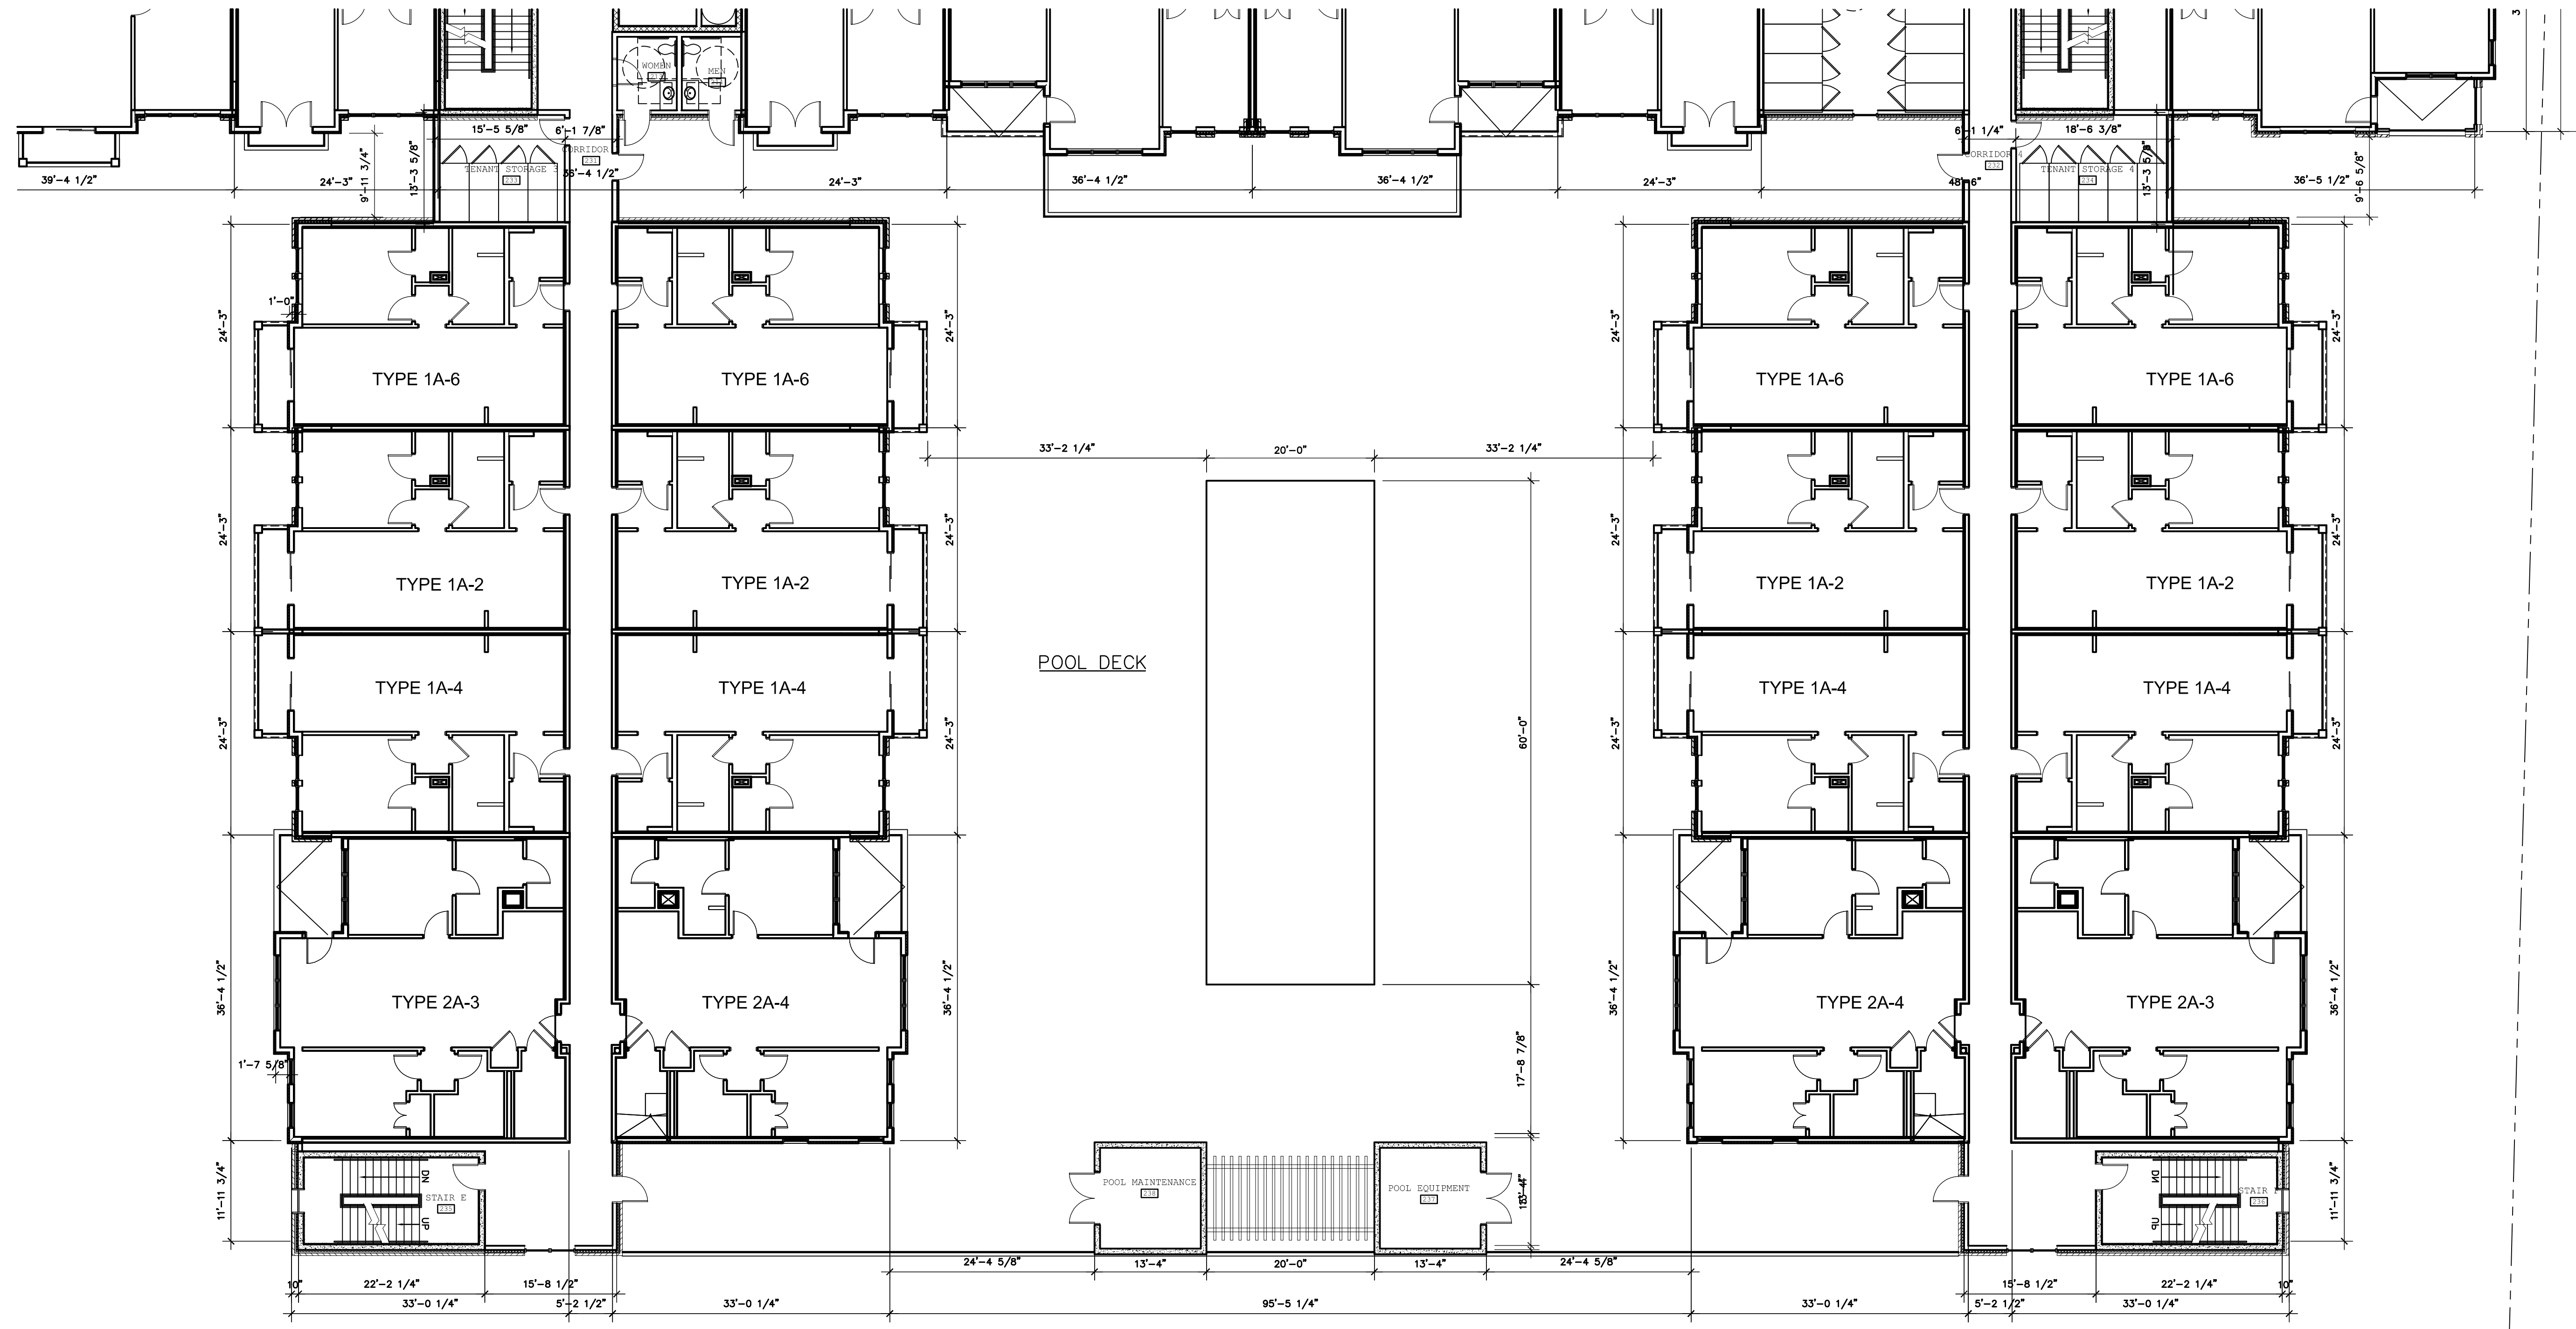 WOMEN
MEN
3
15'-5 5/8"
6'-1 7/8"
6'-1 1/4"
18'-6 3/8"
CORRIDOR
231
CORRIDOR 4
232
9'-11 3/4"
13'-3 5/8"
TENANT STORAGE 3
233
36'-4 1/2"
TENANT STORAGE 4
234
13'-3 5/8"
9'-6 5/8"
39'-4 1/2"
24'-3"
24'-3"
36'-4 1/2"
36'-4 1/2"
24'-3"
48'-6"
36'-5 1/2"
1'-0"
24'-3"
24'-3"
24'-3"
24'-3"
TYPE 1A-6
TYPE 1A-6
TYPE 1A-6
TYPE 1A-6
33'-2 1/4"
20'-0"
33'-2 1/4"
24'-3"
24'-3"
24'-3"
24'-3"
TYPE 1A-2
TYPE 1A-2
TYPE 1A-2
TYPE 1A-2
POOL DECK
TYPE 1A-4
TYPE 1A-4
TYPE 1A-4
TYPE 1A-4
24'-3"
24'-3"
60'-0"
24'-3"
24'-3"
36'-4 1/2"
36'-4 1/2"
36'-4 1/2"
36'-4 1/2"
TYPE 2A-3
TYPE 2A-4
TYPE 2A-4
TYPE 2A-3
1'-7 5/8"
17'-8 7/8"
11'-11 3/4"
DN
UP
STAIR E
235
POOL MAINTENANCE
238
POOL EQUIPMENT
237
DN
UP
STAIR
236
11'-11 3/4"
24'-4 5/8"
13'-4"
20'-0"
13'-4"
24'-4 5/8"
10"
22'-2 1/4"
15'-8 1/2"
15'-8 1/2"
22'-2 1/4"
10"
33'-0 1/4"
5'-2 1/2"
33'-0 1/4"
95'-5 1/4"
33'-0 1/4"
5'-2 1/2"
33'-0 1/4"